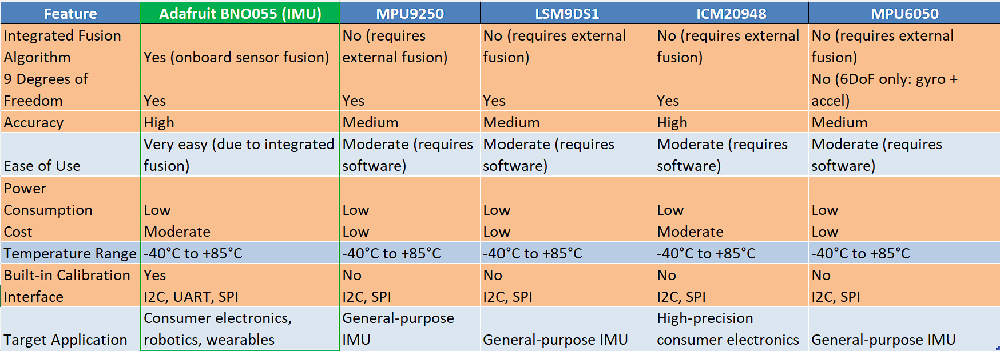 Feature Adafruit BNO055 (IMU) MPU9250 LSM9DS1 ICM20948 MPU6050
Integrated Fusion No (requires No (requires external No (requires external No (requires external
Algorithm Yes (onboard sensor fusion) external fusion) fusion) fusion) fusion)
9 Degrees of No (6DoF only: gyro +
Freedom Yes Yes Yes Yes accel)
Accuracy High Medium Medium High Medium
Very easy (due to integrated Moderate (requires Moderate (requires Moderate (requires Moderate (requires
Ease of Use fusion) software) software) software) software)
Power
Consumption Low Low Low Low Low
Cost Moderate Low Low Moderate Low
Temperature Range -40°C to +85°C -40°C to +85°C -40°C to +85°C -40°C to +85°C -40°C to +85°C
Built-in Calibration Yes No No No No
Interface I2C, UART, SPI I2C, SPI I2C, SPI I2C, SPI I2C, SPI
Consumer electronics, General-purpose High-precision
Target Application robotics, wearables IMU General-purpose IMU consumer electronics General-purpose IMU